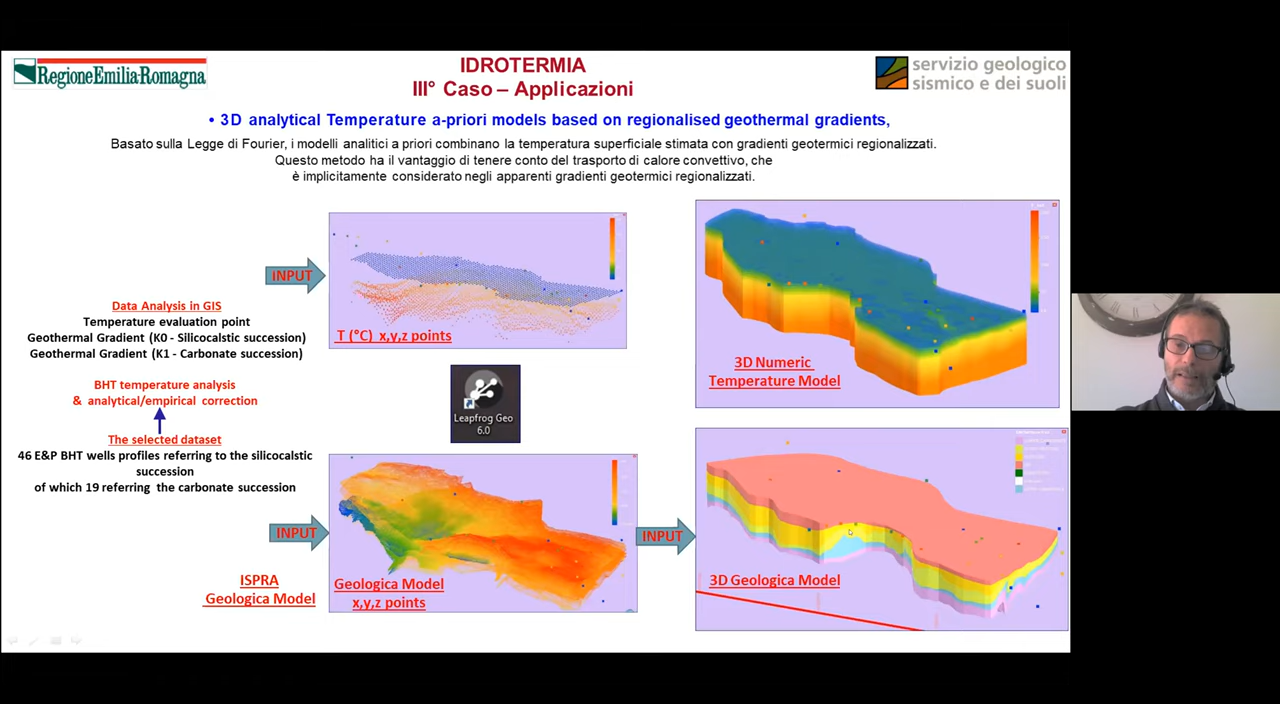 RegioneEmilia-Romagna
IDROTERMIA
III° Caso – Applicazioni
servizio geologico
sismico e dei suoli
• 3D analytical Temperature a-priori models based on regionalised geothermal gradients,
Basato sulla Legge di Fourier, i modelli analitici a priori combinano la temperatura superficiale stimata con gradienti geotermici regionalizzati.
Questo metodo ha il vantaggio di tenere conto del trasporto di calore convettivo, che
è implicitamente considerato negli apparenti gradienti geotermici regionalizzati.
INPUT
T (°C) x,y,z points
3D Numeric
Temperature Model
Data Analysis in GIS
Temperature evaluation point
Geothermal Gradient (K0 - Silicocalstic succession)
Geothermal Gradient (K1 - Carbonate succession)
BHT temperature analysis
& analytical/empirical correction
The selected dataset
46 E&P BHT wells profiles referring to the silicocalstic
succession
of which 19 referring the carbonate succession
Leapfrog Geo
6.0
INPUT
ISPRA
Geologica Model
Geologica Model
x,y,z points
INPUT
3D Geologica Model